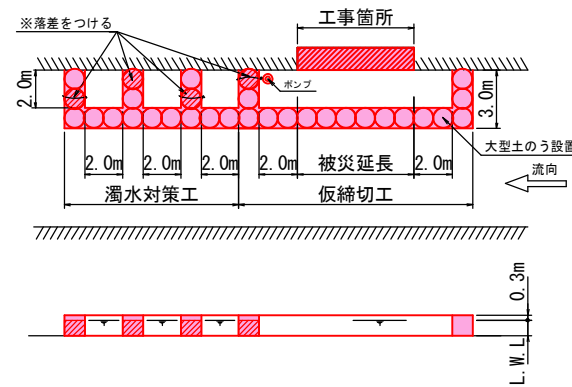 工事箇所
※落差をつける
ポンプ
2.0m
3.0m
大型土のう設置
2.0m
2.0m
2.0m
2.0m
被災延長
2.0m
流向
濁水対策工
仮締切工
0.3m
L.W.L